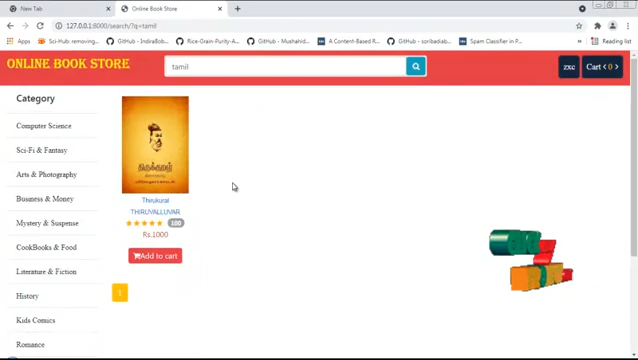 New Tab
Online Book Store
127.0.0.1:6000/search/?q=tamil
Apps
Sci-Hub: removing...
GitHub - IndiraBob...
Rice-Grain-Purity-A...
GitHub - Mushahid...
A Content-Based R...
GitHub - soribadiab...
Spam Classifier in P...
Reading list
ONLINE BOOK STORE
tamil
zxc
Cart < 0 >
Category
Computer Science
Sci-Fi & Fantasy
Arts & Photography
Business & Money
Mystery & Suspense
CookBooks & Food
Literature & Fiction
History
Kids Comics
Romance
திருக்குறள்
Thirukural
THIRUVALLUVAR
100
Rs.1000
Add to cart
1